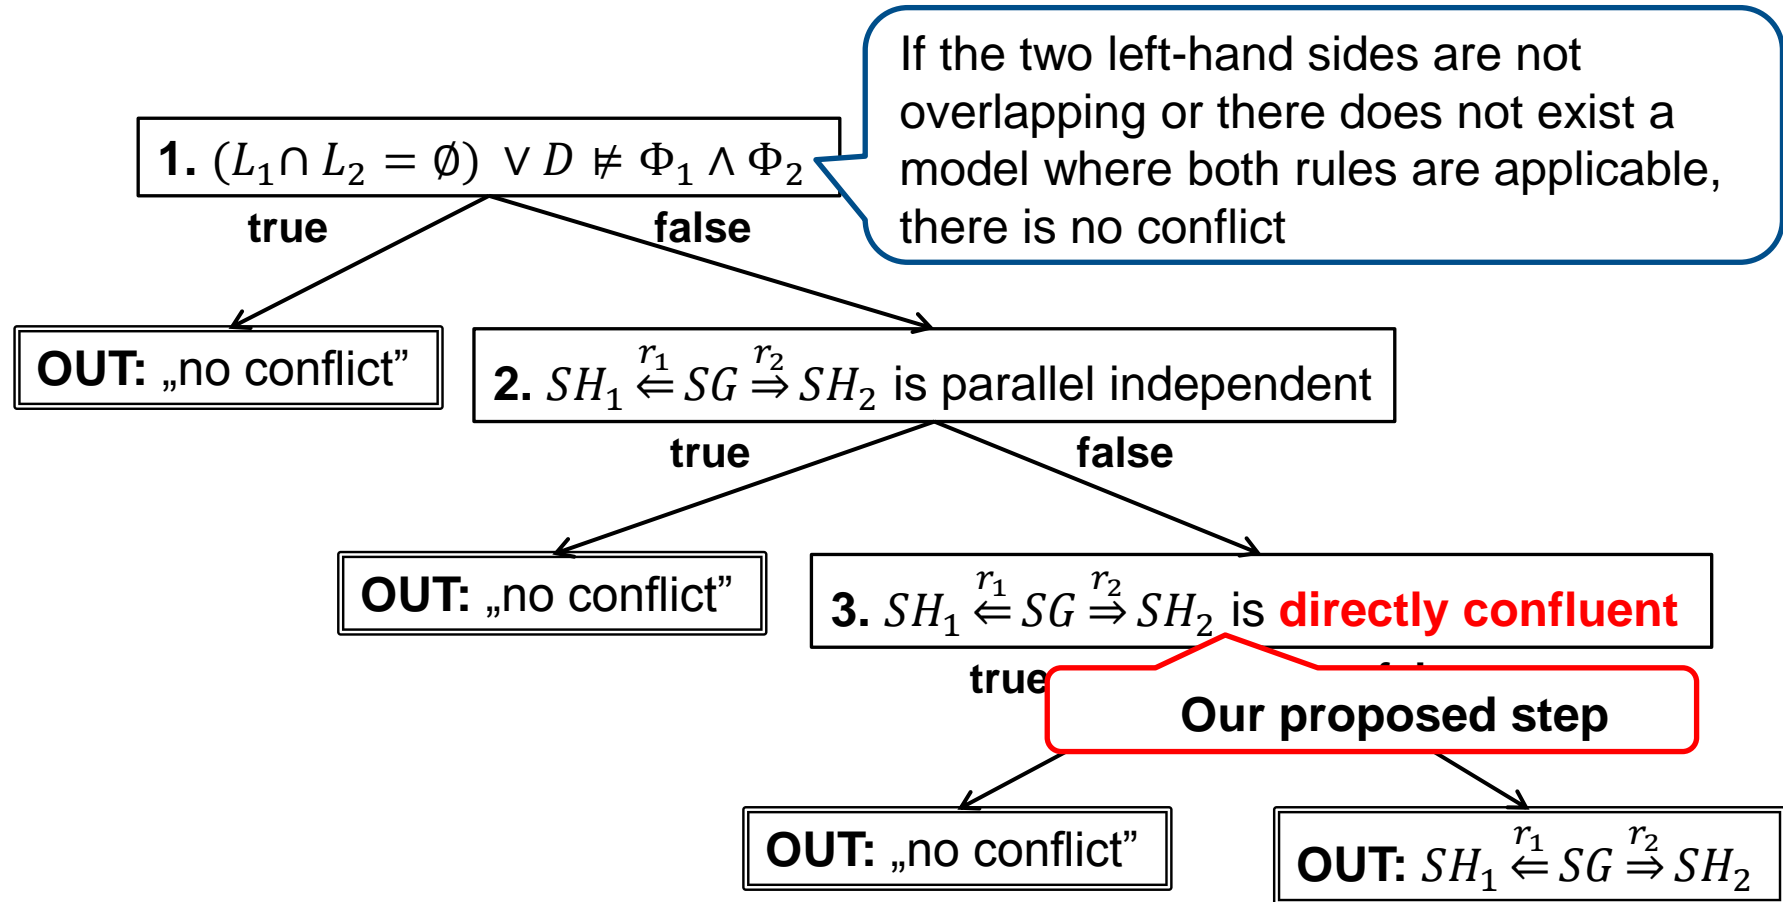 If the two left-hand sides are not
overlapping or there does not exist a
model where both rules are applicable,
there is no conflict
1. (L₁∩ L₂ = ∅) ∨ D ⊭ Φ₁ ∧ Φ₂
true
false
OUT: „no conflict”
2. SH₁ ⇐r₁ SG ⇒r₂ SH₂ is parallel independent
true
false
OUT: „no conflict”
3. SH₁ ⇐r₁ SG ⇒r₂ SH₂ is directly confluent
true
Our proposed step
OUT: „no conflict”
OUT: SH₁ ⇐r₁ SG ⇒r₂ SH₂